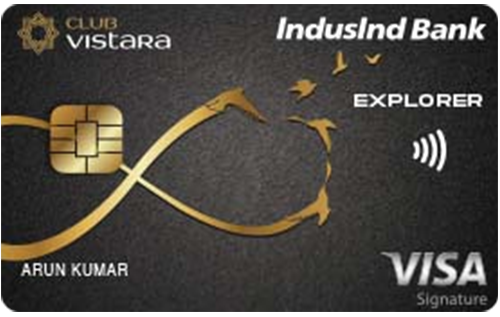 CLUB
VISTARA
IndusInd Bank
EXPLORER
ARUN KUMAR
VISA
Signature